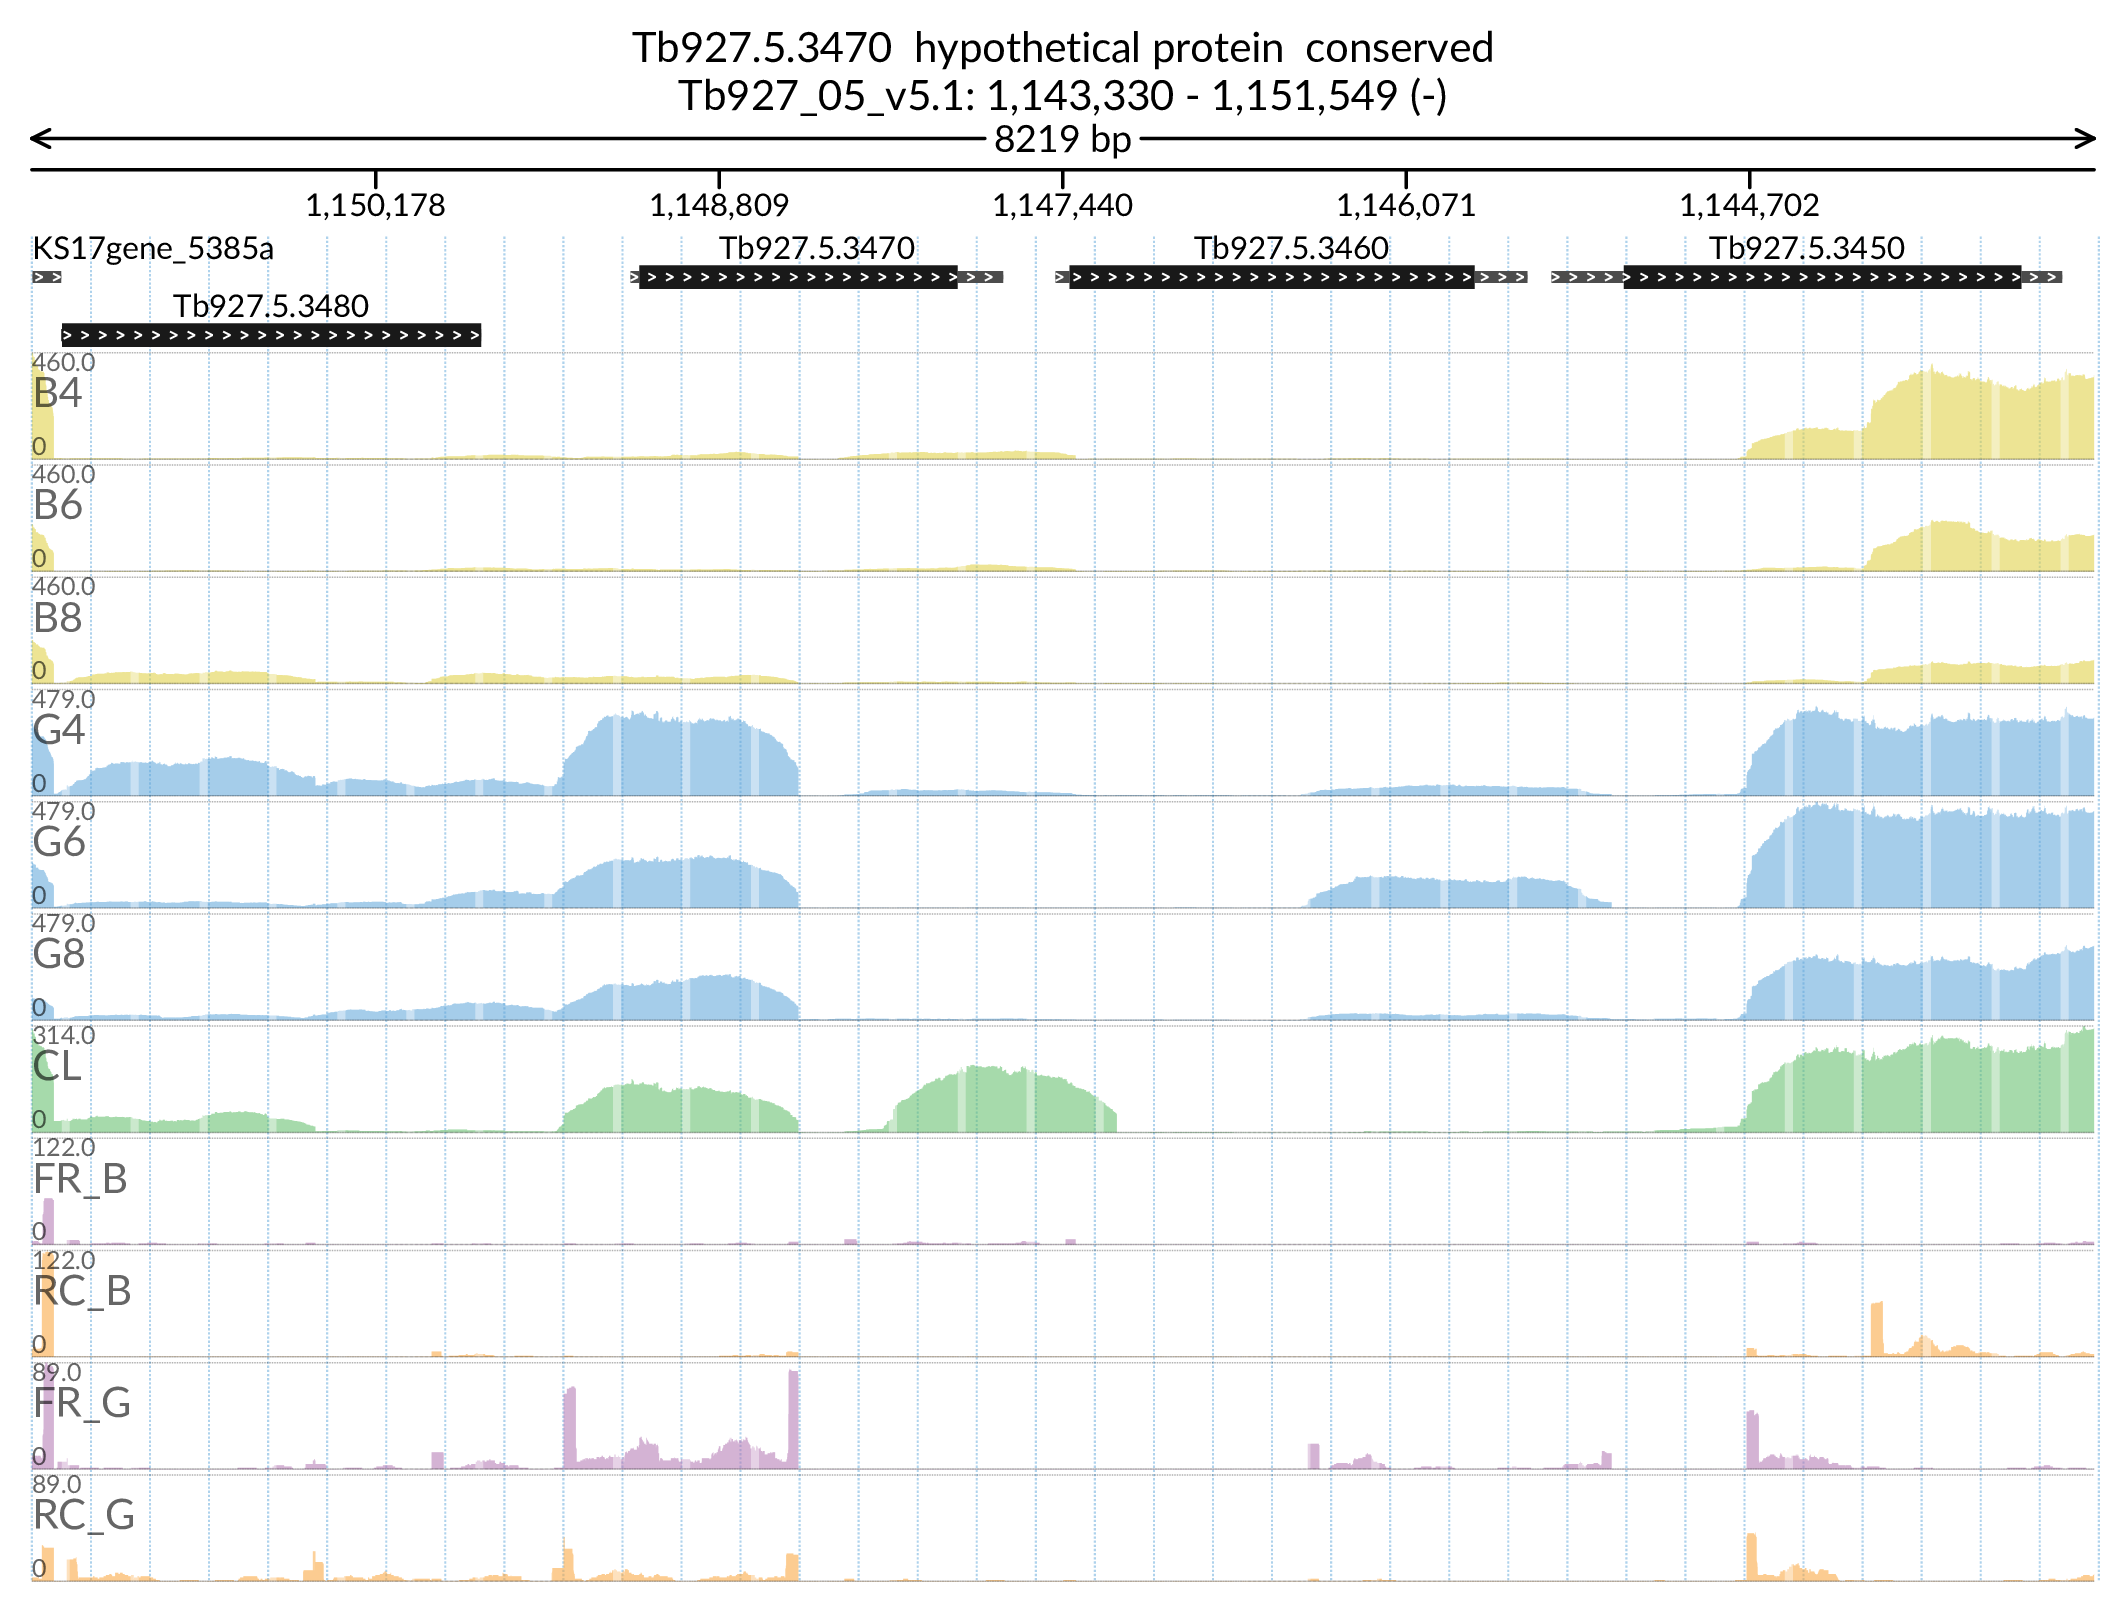 Tb927.5.3470 hypothetical protein conserved
Tb927_05_v5.1: 1,143,330 - 1,151,549 (-)
8219 bp
1,150,178 1,148,809 1,147,440 1,146,071 1,144,702
KS17gene_5385a Tb927.5.3470 Tb927.5.3460 Tb927.5.3450
Tb927.5.3480
460.0
B4
0
460.0
B6
0
460.0
B8
0
479.0
G4
0
479.0
G6
0
479.0
G8
0
314.0
CL
0
122.0
FR_B
0
122.0
RC_B
0
89.0
FR_G
0
89.0
RC_G
0